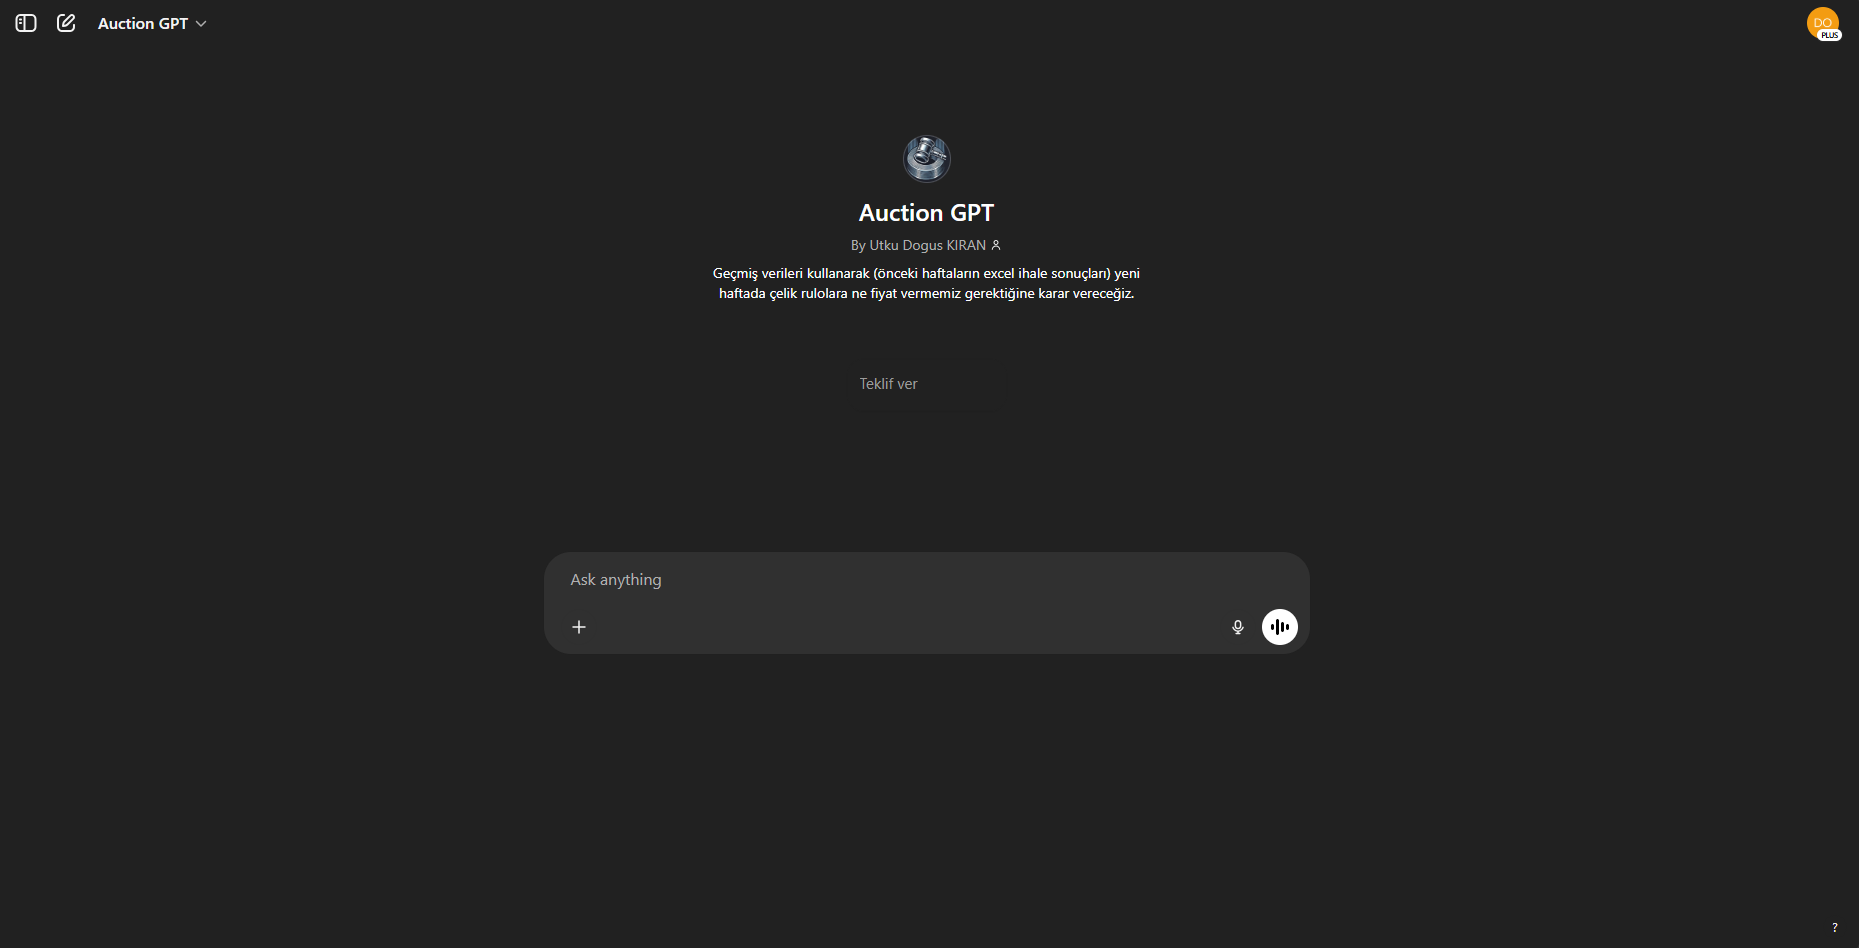 Auction GPT
DO
PLUS
Auction GPT
By Utku Dogus KIRAN
Geçmiş verileri kullanarak (önceki haftaların excel ihale sonuçları) yeni
haftada çelik rulolara ne fiyat vermemiz gerektiğine karar vereceğiz.
Teklif ver
Ask anything
?